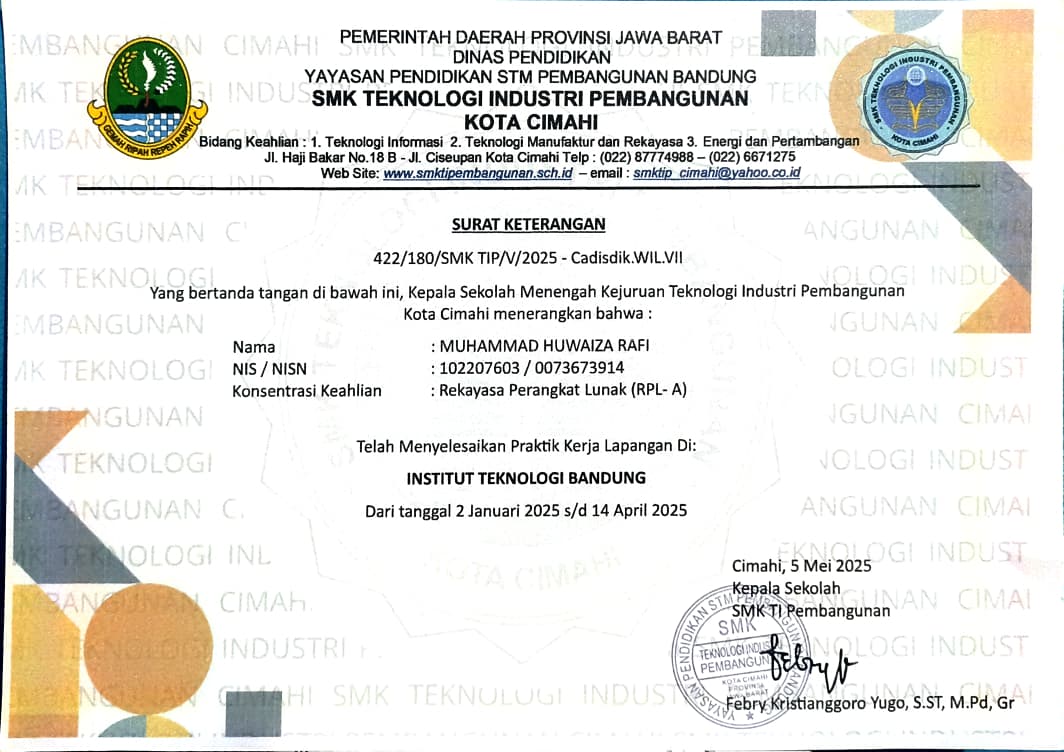 PEMERINTAH DAERAH PROVINSI JAWA BARAT
DINAS PENDIDIKAN
YAYASAN PENDIDIKAN STM PEMBANGUNAN BANDUNG
SMK TEKNOLOGI INDUSTRI PEMBANGUNAN
KOTA CIMAHI
Bidang Keahlian : 1. Teknologi Informasi 2. Teknologi Manufaktur dan Rekayasa 3. Energi dan Pertambangan
Jl. Haji Bakar No.18 B - Jl. Ciseupan Kota Cimahi Telp : (022) 87774988 – (022) 6671275
Web Site: www.smktipembangunan.sch.id – email : smktip_cimahi@yahoo.co.id
GEMAH RIPAH REPEH RAPIH
SMK TEKNOLOGI INDUSTRI PEMBANGUNAN
KOTA CIMAHI
SURAT KETERANGAN
422/180/SMK TIP/V/2025 - Cadisdik.WIL.VII
Yang bertanda tangan di bawah ini, Kepala Sekolah Menengah Kejuruan Teknologi Industri Pembangunan
Kota Cimahi menerangkan bahwa :
Nama : MUHAMMAD HUWAIZA RAFI
NIS / NISN : 102207603 / 0073673914
Konsentrasi Keahlian : Rekayasa Perangkat Lunak (RPL- A)
Telah Menyelesaikan Praktik Kerja Lapangan Di:
INSTITUT TEKNOLOGI BANDUNG
Dari tanggal 2 Januari 2025 s/d 14 April 2025
Cimahi, 5 Mei 2025
Kepala Sekolah
SMK TI Pembangunan
YAYASAN PENDIDIKAN STM PEMBANGUNAN BANDUNG
SMK
TEKNOLOGI INDUS
PEMBANGUN
KOTA CIMAHI
PROVINSI
JAWA BARAT
Febry Kristianggoro Yugo, S.ST, M.Pd, Gr